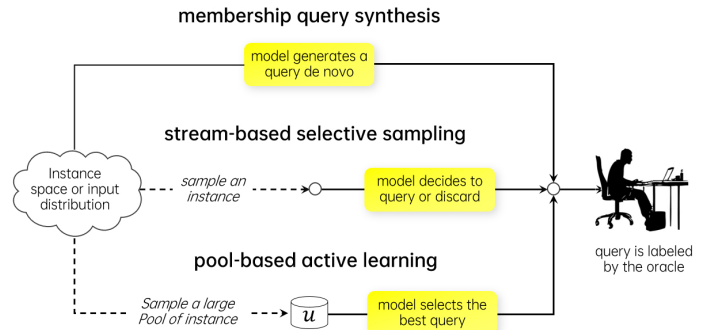 membership query synthesis
model generates a
query de novo
stream-based selective sampling
Instance
space or input
distribution
sample an
instance
model decides to
query or discard
query is labeled
by the oracle
pool-based active learning
Sample a large
Pool of instance
u
model selects the
best query